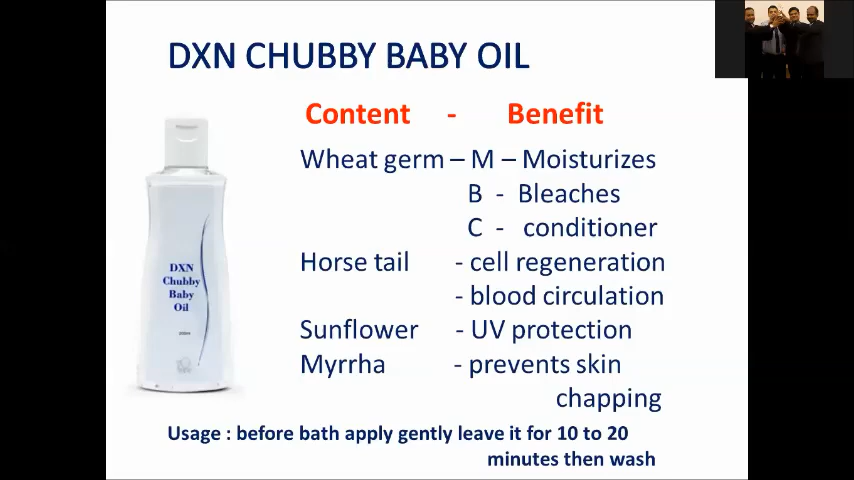 DXN CHUBBY BABY OIL
Content - Benefit
Wheat germ – M – Moisturizes
B - Bleaches
C - conditioner
Horse tail - cell regeneration
- blood circulation
Sunflower - UV protection
Myrrha - prevents skin
chapping
DXN
Chubby
Baby
Oil
Usage : before bath apply gently leave it for 10 to 20
minutes then wash